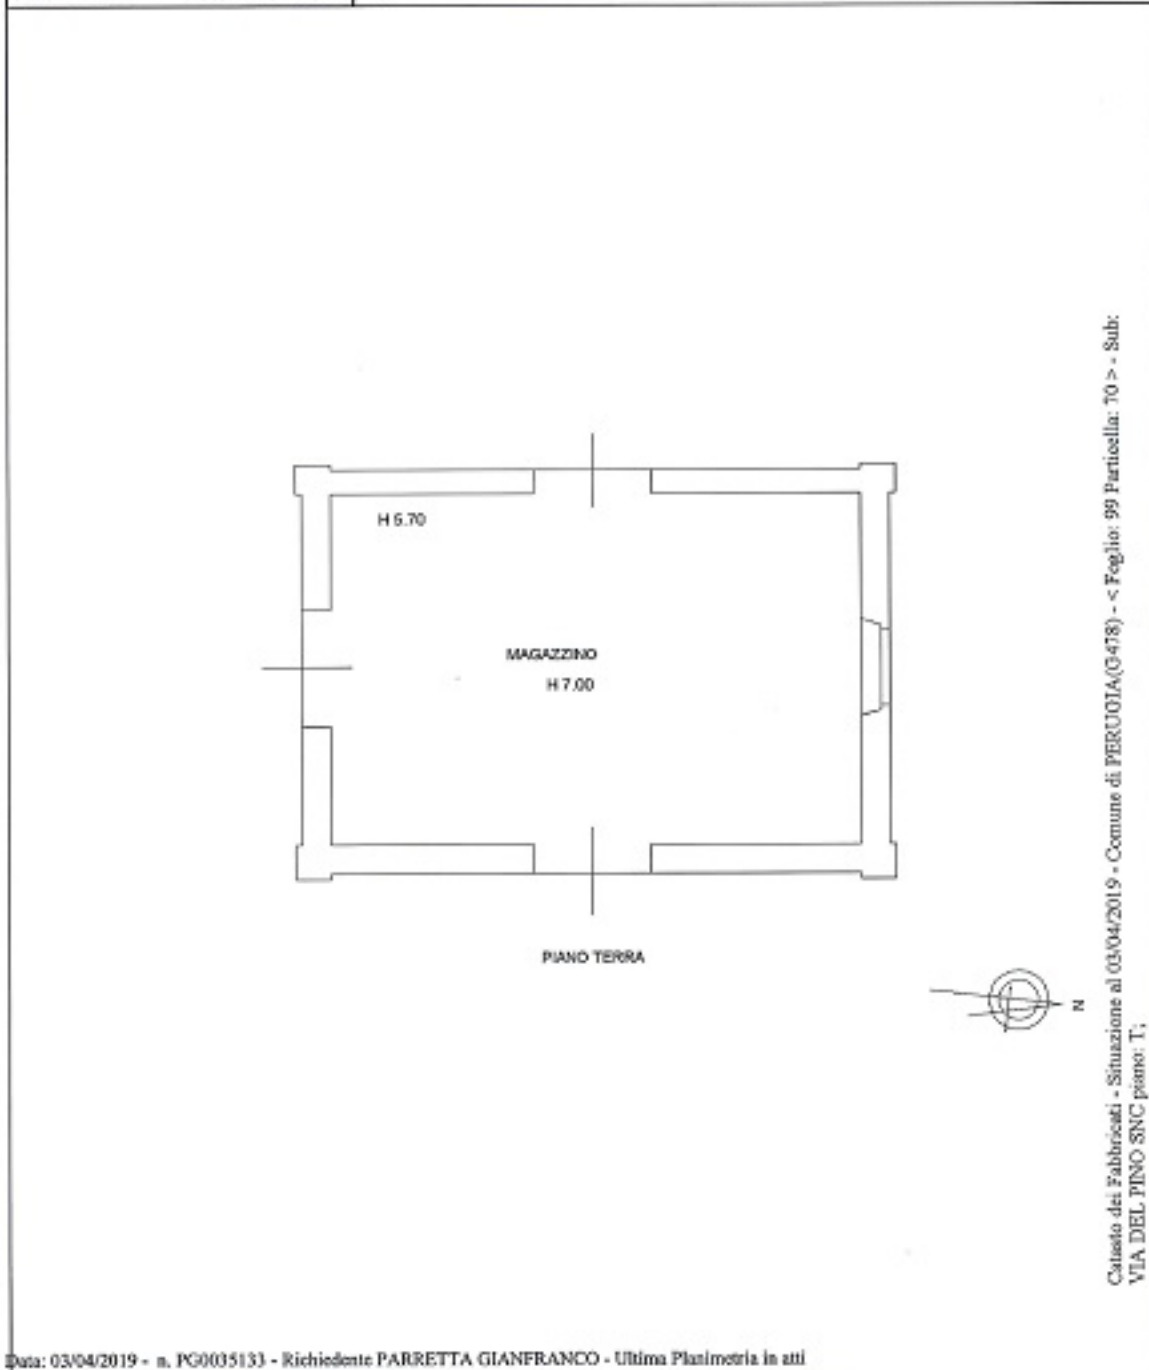 H 5.70
MAGAZZINO
H 7.00
PIANO TERRA
N
Catasto dei Fabbricati - Situazione al 03/04/2019 - Comune di PERUGIA(G478) - < Foglio: 99 Particella: 70 > - Sub:
VIA DEL PINO SNC piano: T;
Data: 03/04/2019 - n. PG0035133 - Richiedente PARRETTA GIANFRANCO - Ultima Planimetria in atti